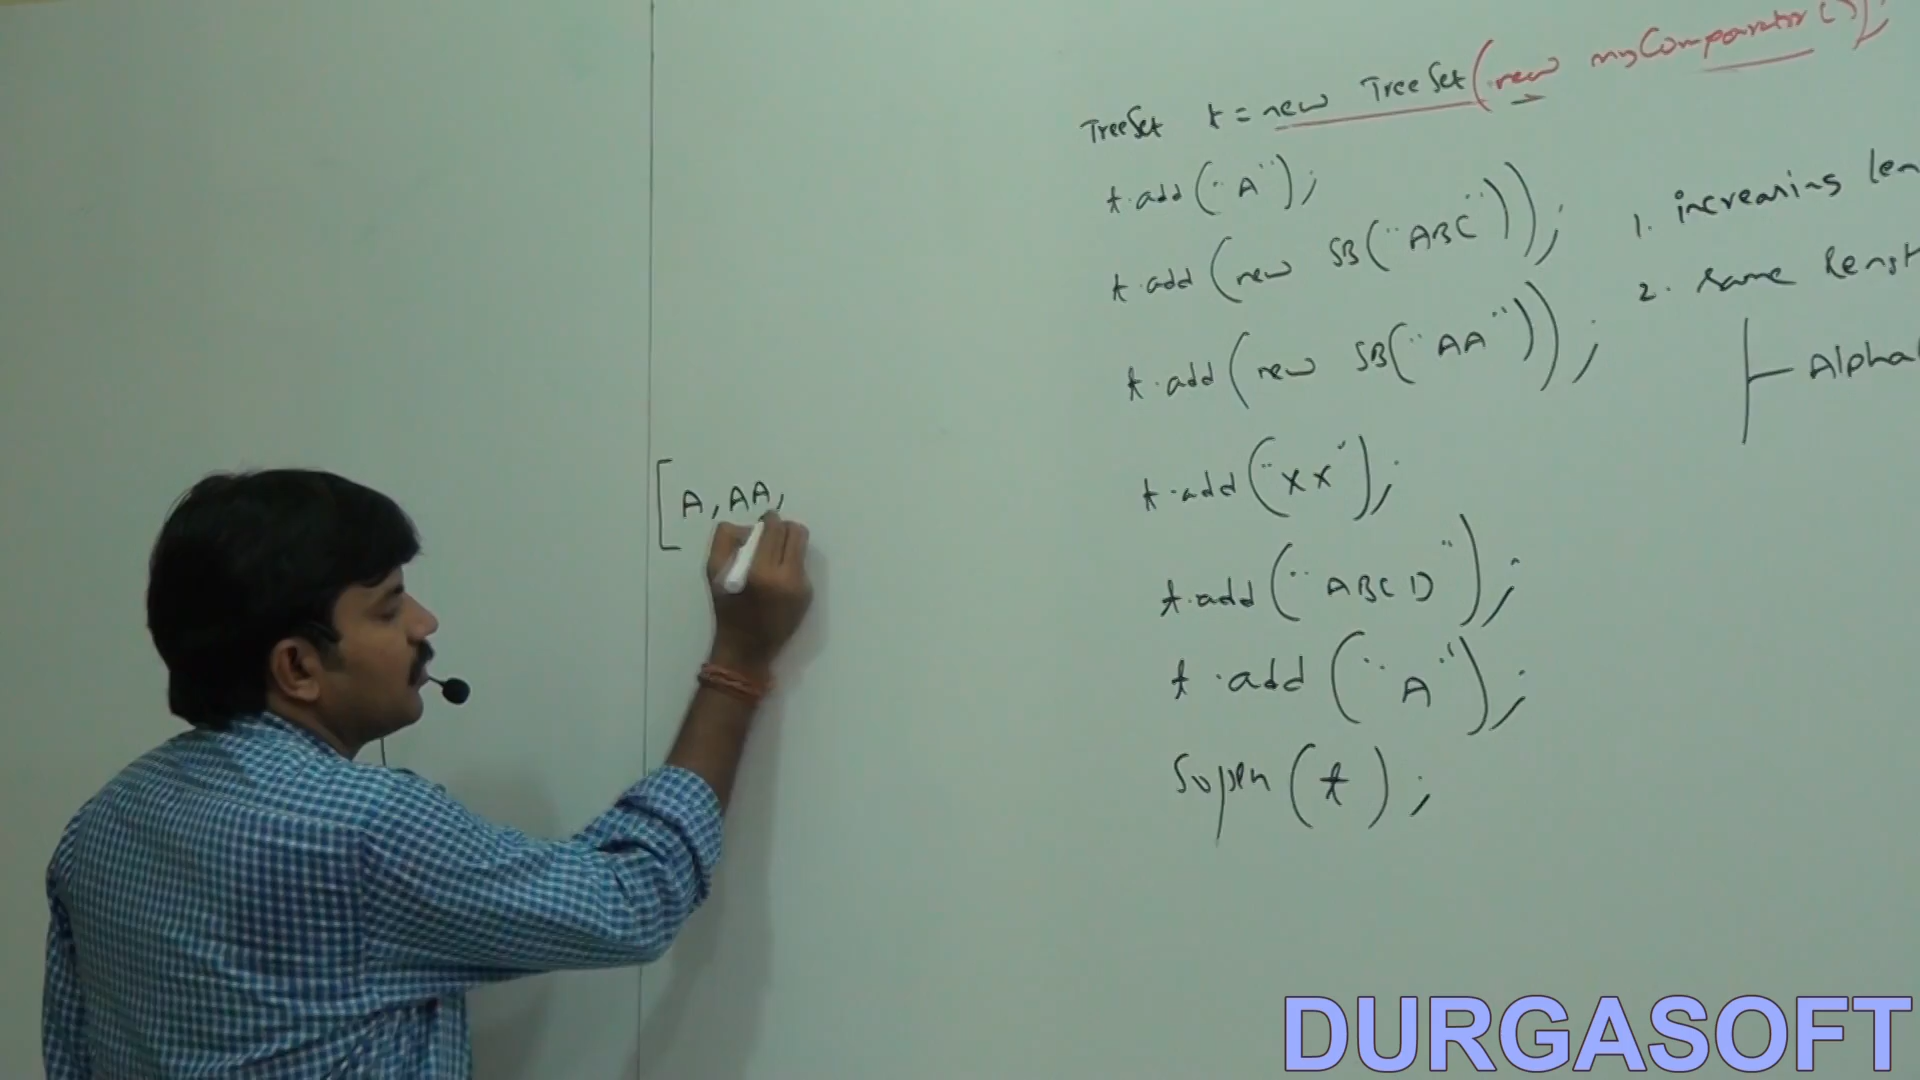 TreeSet t = new TreeSet(new myComparator());
t.add("A");
t.add(new SB("ABC"));
t.add(new SB("AA"));
t.add("XX");
t.add("ABCD");
t.add("A");
Sopln(t);
1. increasing len
2. same lengt
Alpha
[A, AA,
DURGASOFT